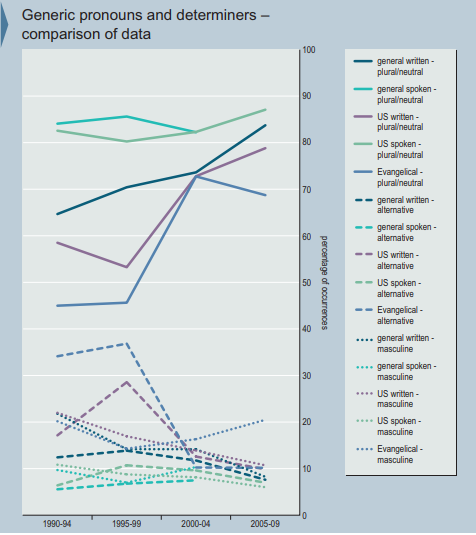 Generic pronouns and determiners –
comparison of data
100
90
80
70
60
50
40
30
20
10
0
percentage of occurrences
1990-94
1995-99
2000-04
2005-09
general written -
plural/neutral
general spoken -
plural/neutral
US written -
plural/neutral
US spoken -
plural/neutral
Evangelical -
plural/neutral
general written -
alternative
general spoken -
alternative
US written -
alternative
US spoken -
alternative
Evangelical -
alternative
general written -
masculine
general spoken -
masculine
US written -
masculine
US spoken -
masculine
Evangelical -
masculine